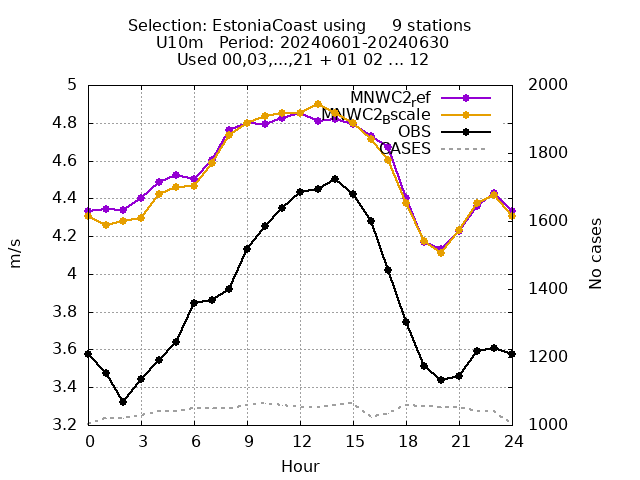 Selection: EstoniaCoast using 9 stations
U10m Period: 20240601-20240630
Used 00,03,...,21 + 01 02 ... 12
MNWC2ref
MNWC2Bscale
OBS
CASES
5
4.8
4.6
4.4
4.2
4
3.8
3.6
3.4
3.2
2000
1800
1600
1400
1200
1000
m/s
No cases
0 3 6 9 12 15 18 21 24
Hour